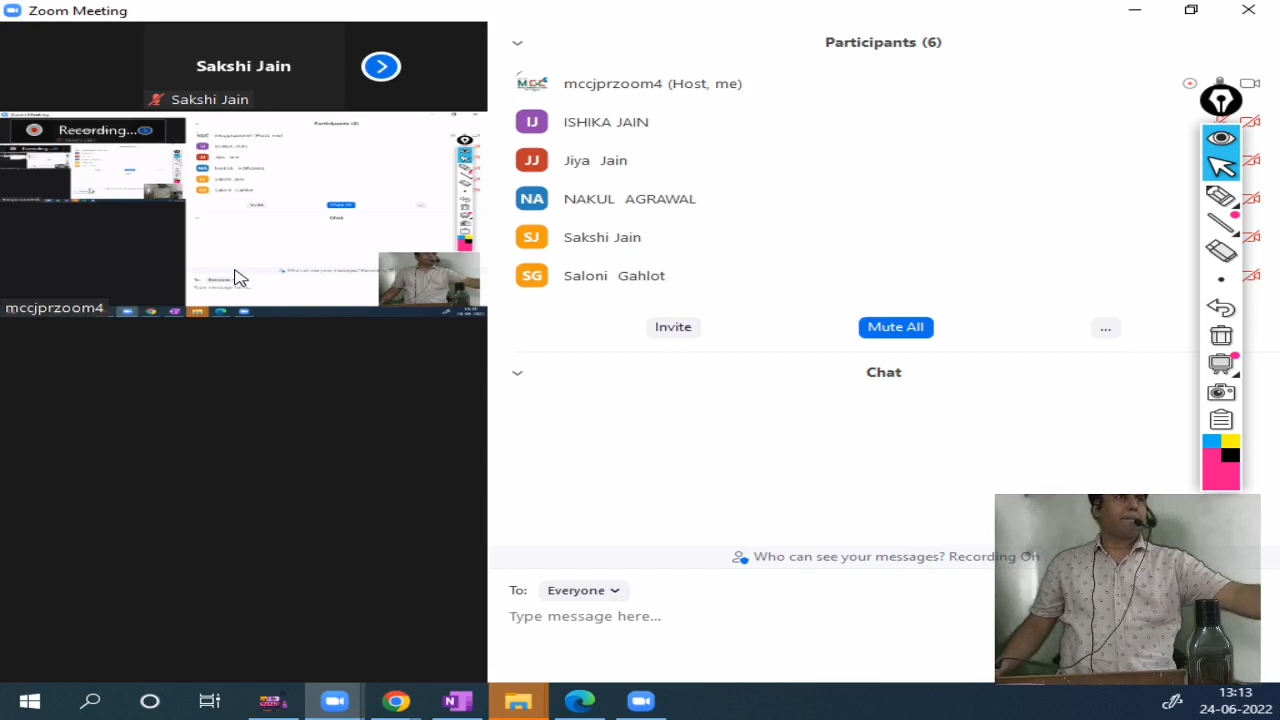 Zoom Meeting
Sakshi Jain
Sakshi Jain
Recording...
mccjprzoom4
Participants (6)
MCC mccjprzoom4 (Host, me)
IJ ISHIKA JAIN
JJ Jiya Jain
NA NAKUL AGRAWAL
SJ Sakshi Jain
SG Saloni Gahlot
Invite
Mute All
...
Chat
Who can see your messages? Recording On
To: Everyone
Type message here...
13:13
24-06-2022